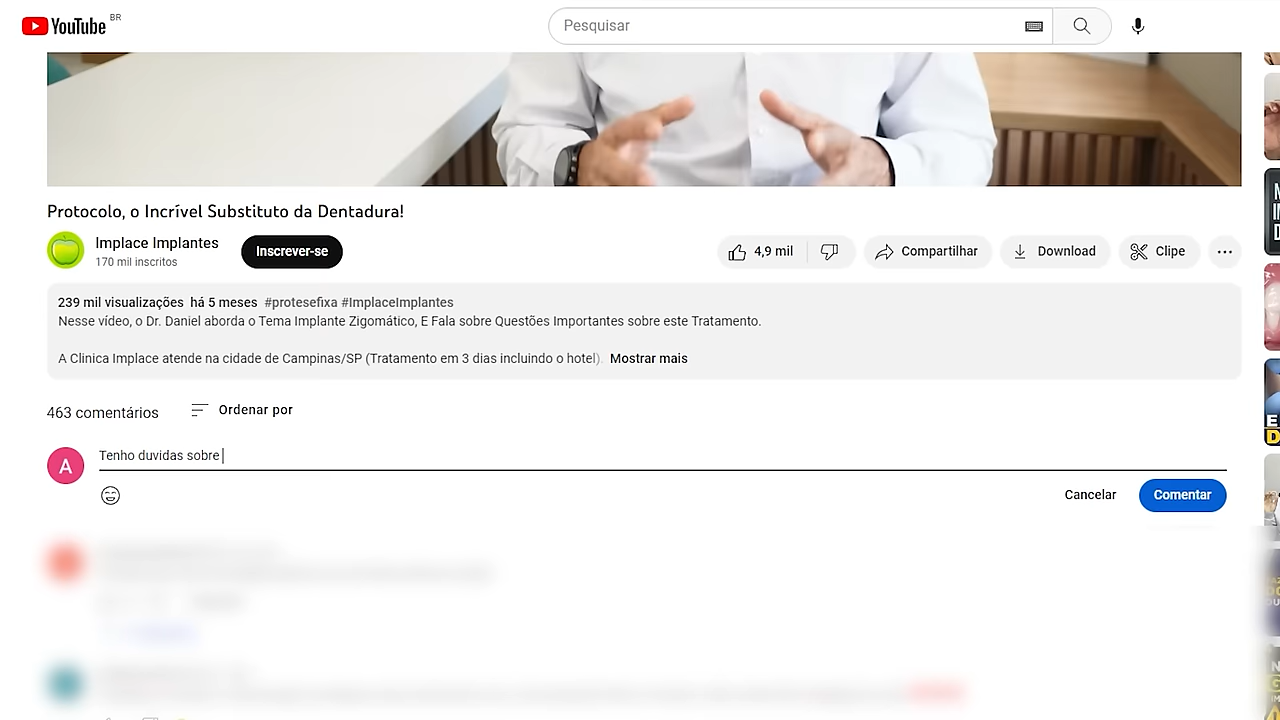 YouTube BR
Pesquisar
Protocolo, o Incrível Substituto da Dentadura!
Implace Implantes
170 mil inscritos
Inscrever-se
4,9 mil
Compartilhar
Download
Clipe
239 mil visualizações há 5 meses #protesefixa #ImplaceImplantes
Nesse vídeo, o Dr. Daniel aborda o Tema Implante Zigomático, E Fala sobre Questões Importantes sobre este Tratamento.
A Clinica Implace atende na cidade de Campinas/SP (Tratamento em 3 dias incluindo o hotel). Mostrar mais
463 comentários
Ordenar por
A
Tenho duvidas sobre
Cancelar
Comentar